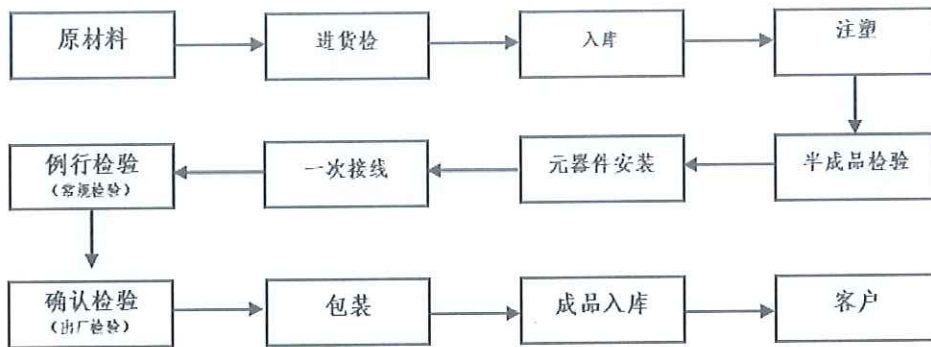 原材料
进货检
入库
注塑
半成品检验
元器件安装
一次接线
例行检验
(常规检验)
确认检验
(出厂检验)
包装
成品入库
客户